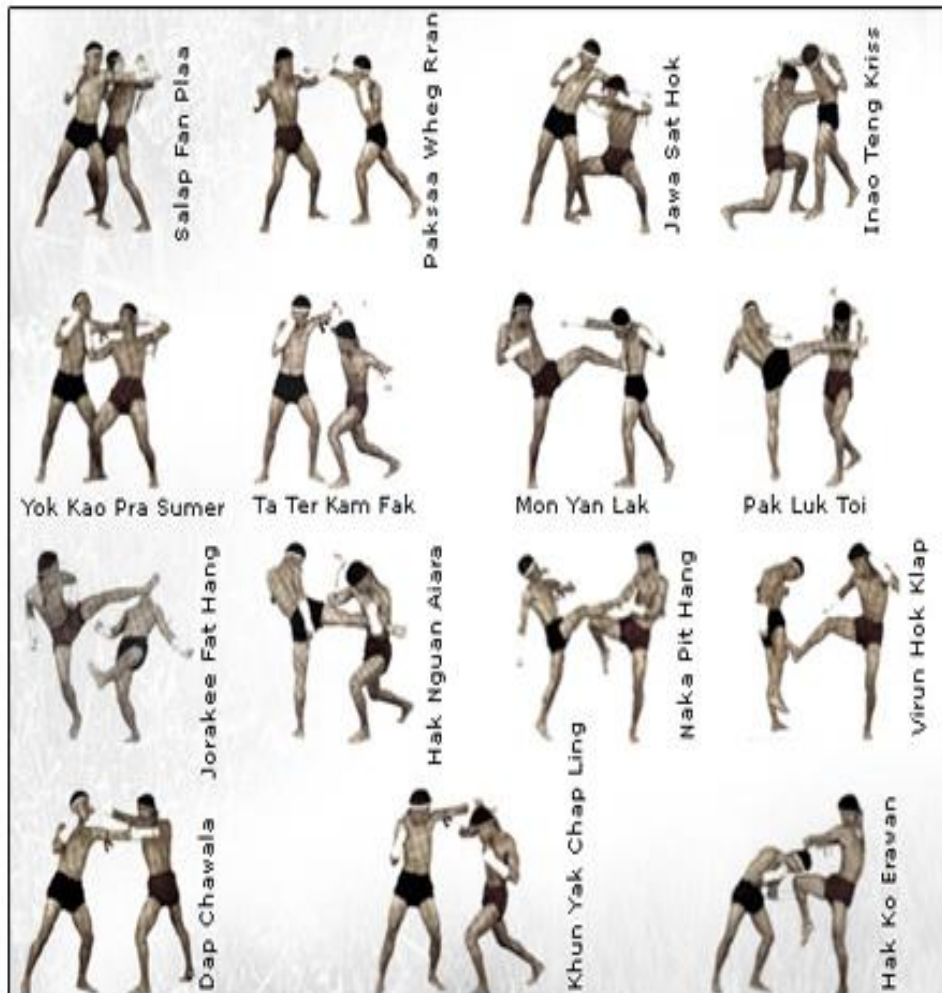 Salap Fan Plaa
Paksaa Wheg Rran
Jawa Sat Hok
Inao Teng Kriss
Yok Kao Pra Sumer
Ta Ter Kam Fak
Mon Yan Lak
Pak Luk Toi
Jorakee Fat Hang
Hak Nguan Aiara
Naka Pit Hang
Virun Hok Klap
Dap Chawala
Khun Yak Chap Ling
Hak Ko Erawan